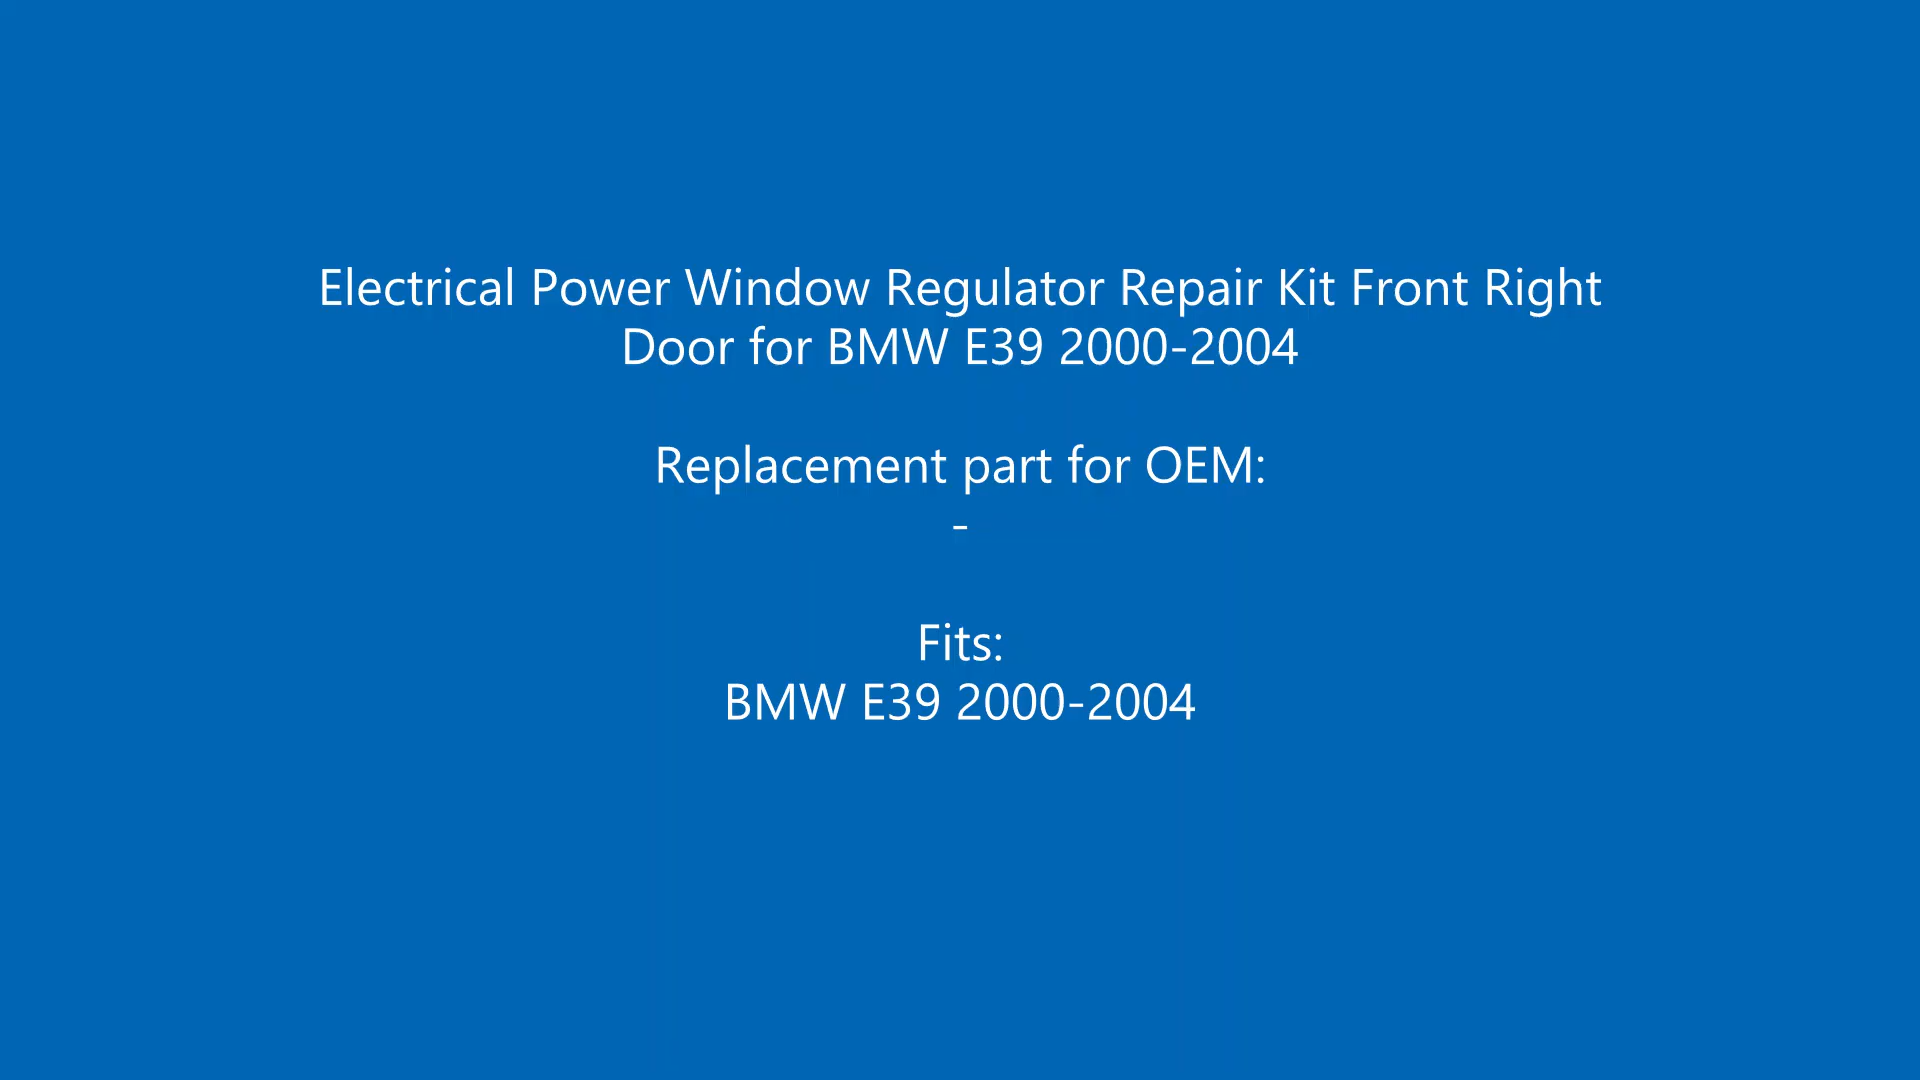 Electrical Power Window Regulator Repair Kit Front Right
Door for BMW E39 2000-2004
Replacement part for OEM:
-
Fits:
BMW E39 2000-2004